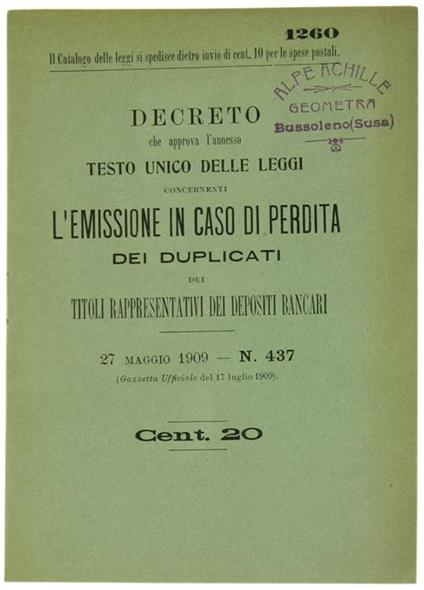 1260
Il Catalogo delle leggi si spedisce dietro invio di cent. 10 per le spese postali.
ALPE ACHILLE
GEOMETRA
Bussoleno (Susa)
DECRETO
che approva l'annesso
TESTO UNICO DELLE LEGGI
CONCERNENTI
L'EMISSIONE IN CASO DI PERDITA
DEI DUPLICATI
DEI
TITOLI RAPPRESENTATIVI DEI DEPOSITI BANCARI
27 MAGGIO 1909 — N. 437
(Gazzetta Ufficiale del 17 luglio 1909).
Cent. 20